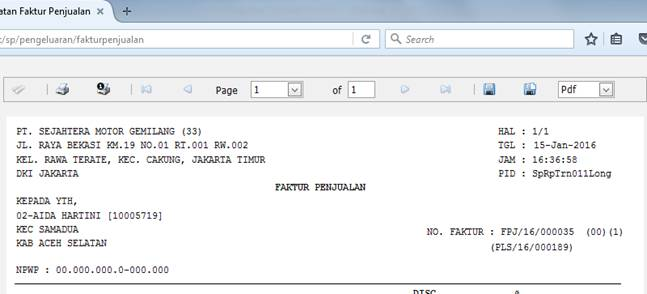 atan Faktur Penjualan
:/sp/pengeluaran/fakturpenjualan
Search
Page 1 of 1 Pdf
PT. SEJAHTERA MOTOR GEMILANG (33) HAL : 1/1
JL. RAYA BEKASI KM.19 NO.01 RT.001 RW.002 TGL : 15-Jan-2016
KEL. RAWA TERATE, KEC. CAKUNG, JAKARTA TIMUR JAM : 16:36:58
DKI JAKARTA PID : SpRpTrn011Long
FAKTUR PENJUALAN
KEPADA YTH,
02-AIDA HARTINI [10005719]
KEC SAMADUA NO. FAKTUR : FPJ/16/000035 (00)(1)
KAB ACEH SELATAN (PLS/16/000189)
NPWP : 00.000.000.0-000.000
DISC